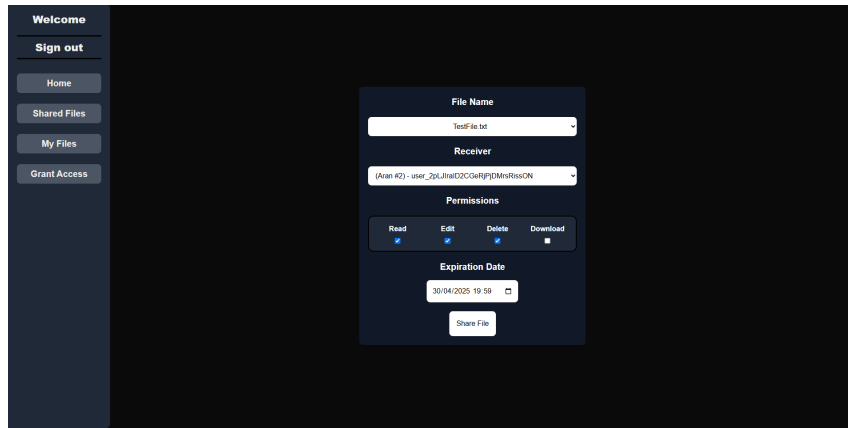 Welcome
Sign out
Home
Shared Files
My Files
Grant Access
File Name
TestFile.txt
Receiver
(Aran #2) - user_2pLJIralD2CGeRjPjDMrsRissON
Permissions
Read Edit Delete Download
Expiration Date
30/04/2025 19:59
Share File